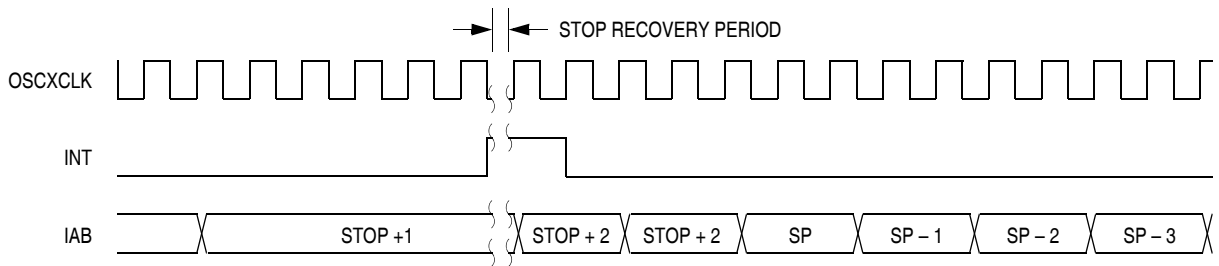 STOP RECOVERY PERIOD
OSCXCLK
INT
IAB
STOP +1
STOP + 2
STOP + 2
SP
SP – 1
SP – 2
SP – 3